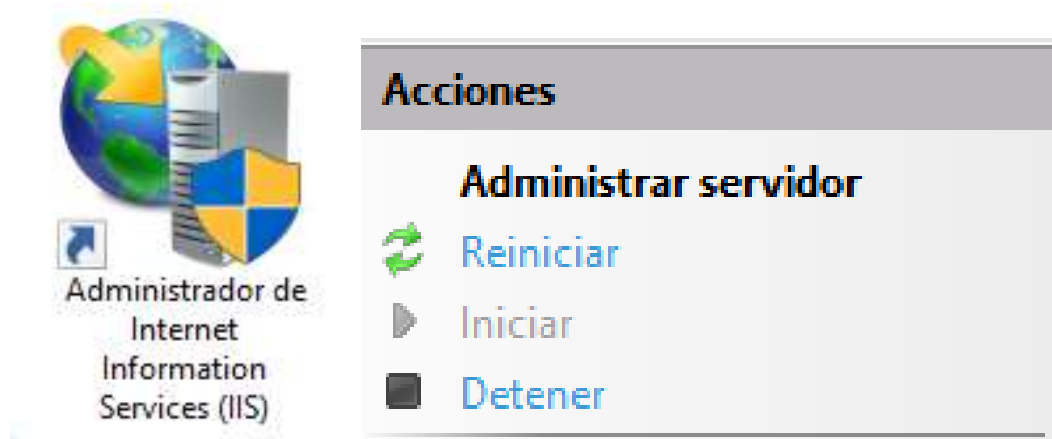 Administrador de
Internet
Information
Services (IIS)
Acciones
Administrar servidor
Reiniciar
Iniciar
Detener